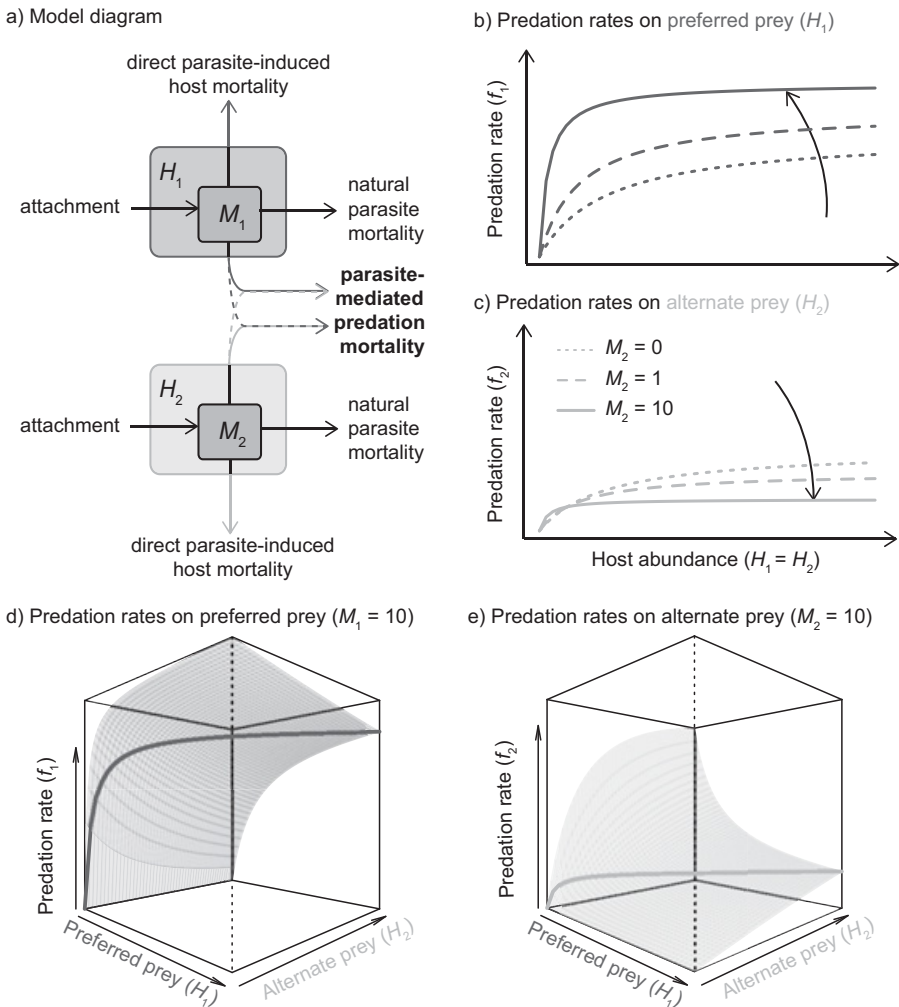 a) Model diagram
direct parasite-induced
host mortality
H1
attachment
M1
natural
parasite
mortality
parasite-
mediated
predation
mortality
H2
attachment
M2
natural
parasite
mortality
direct parasite-induced
host mortality
b) Predation rates on preferred prey (H1)
Predation rate (f1)
c) Predation rates on alternate prey (H2)
M2 = 0
M2 = 1
M2 = 10
Predation rate (f2)
Host abundance (H1 = H2)
d) Predation rates on preferred prey (M1 = 10)
Predation rate (f1)
Preferred prey (H1)
Alternate prey (H2)
e) Predation rates on alternate prey (M2 = 10)
Predation rate (f2)
Preferred prey (H1)
Alternate prey (H2)